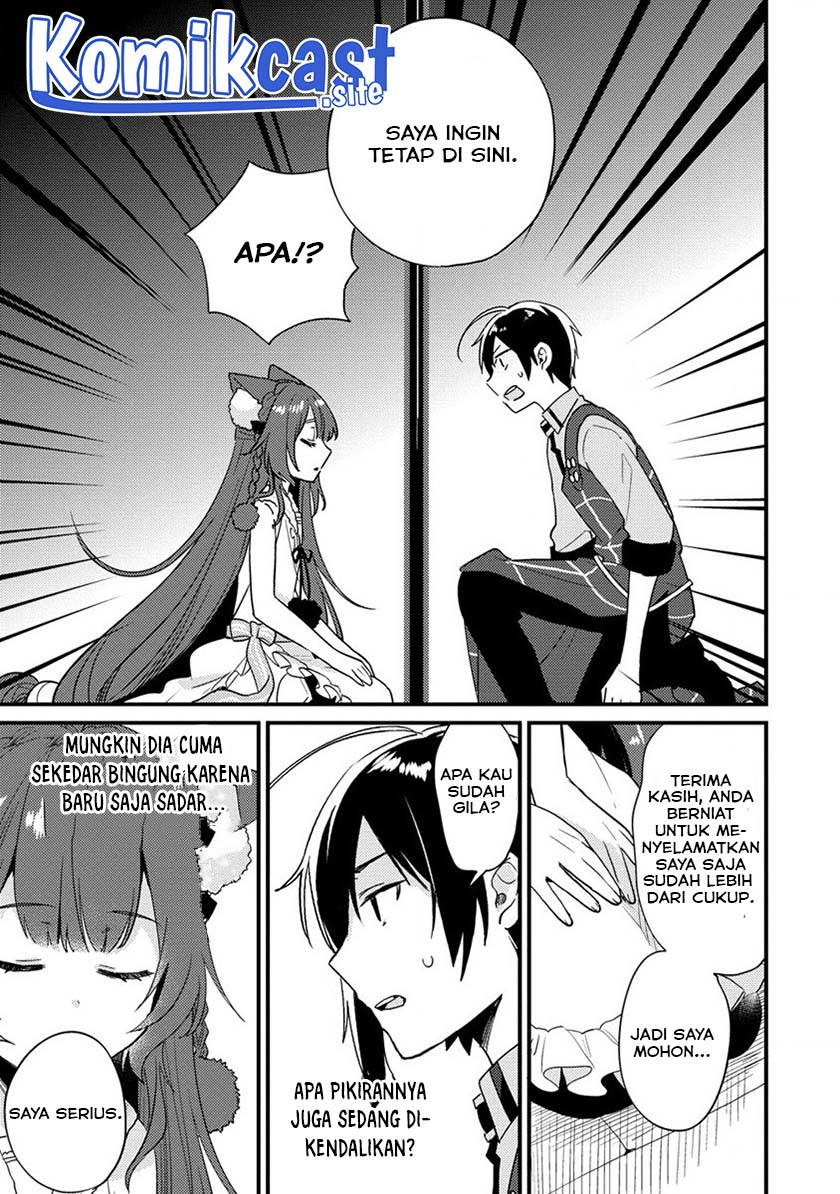 Komikcast
.site
SAYA INGIN
TETAP DI SINI.
APA!?
TERIMA
KASIH, ANDA
BERNIAT
UNTUK ME-
NYELAMATKAN
SAYA SAJA
SUDAH LEBIH
DARI CUKUP.
JADI SAYA
MOHON...
APA KAU
SUDAH
GILA?
APA PIKIRANNYA
JUGA SEDANG DI-
KENDALIKAN?
MUNGKIN DIA CUMA
SEKEDAR BINGUNG KARENA
BARU SAJA SADAR...
SAYA SERIUS.